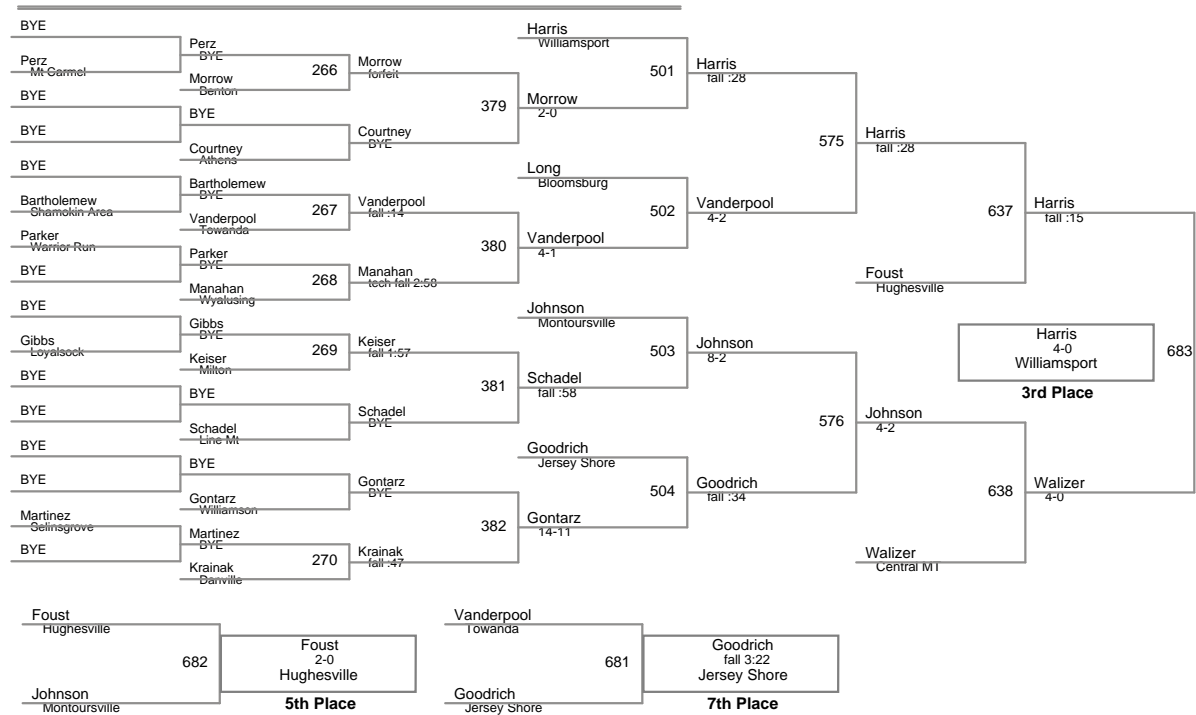 BYE
Perz
Mt Carmel
BYE
BYE
BYE
Bartholemew
Shamokin Area
Parker
Warrior Run
BYE
BYE
Gibbs
Loyalsock
BYE
BYE
BYE
BYE
Martinez
Selinsgrove
BYE
Perz
BYE
266
Morrow
Benton
BYE
Courtney
Athens
Bartholemew
BYE
267
Vanderpool
Towanda
Parker
BYE
268
Manahan
Wyalusing
Gibbs
BYE
269
Keiser
Milton
BYE
Schadel
Line Mt
BYE
Gontarz
Williamson
Martinez
BYE
270
Krainak
Danville
Morrow
forfeit
379
Courtney
BYE
Vanderpool
fall :14
380
Manahan
tech fall 2:58
Keiser
fall 1:57
381
Schadel
BYE
Gontarz
BYE
382
Krainak
fall :47
Harris
Williamsport
501
Morrow
2-0
Long
Bloomsburg
502
Vanderpool
4-1
Johnson
Montoursville
503
Schadel
fall :58
Goodrich
Jersey Shore
504
Gontarz
14-11
Harris
fall :28
575
Vanderpool
4-2
Johnson
8-2
576
Goodrich
fall :34
Harris
fall :28
637
Foust
Hughesville
Johnson
4-2
638
Walizer
Central MT
Harris
fall :15
683
Walizer
4-0
Harris
4-0
Williamsport
3rd Place
Foust
Hughesville
682
Johnson
Montoursville
Foust
2-0
Hughesville
5th Place
Vanderpool
Towanda
681
Goodrich
Jersey Shore
Goodrich
fall 3:22
Jersey Shore
7th Place